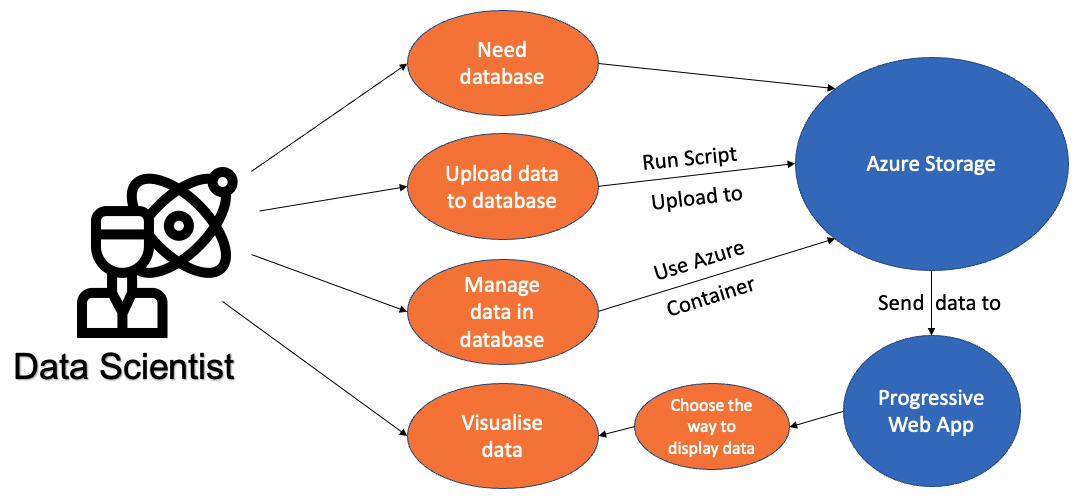 Need
database
Upload data
to database
Run Script
Upload to
Azure Storage
Manage
data in
database
Use Azure
Container
Send data to
Data Scientist
Visualise
data
Choose the
way to
display data
Progressive
Web App